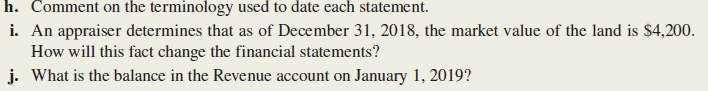 h. Comment on the terminology used to date each statement.
i. An appraiser determines that as of December 31, 2018, the market value of the land is $4,200.
How will this fact change the financial statements?
j. What is the balance in the Revenue account on January 1, 2019?